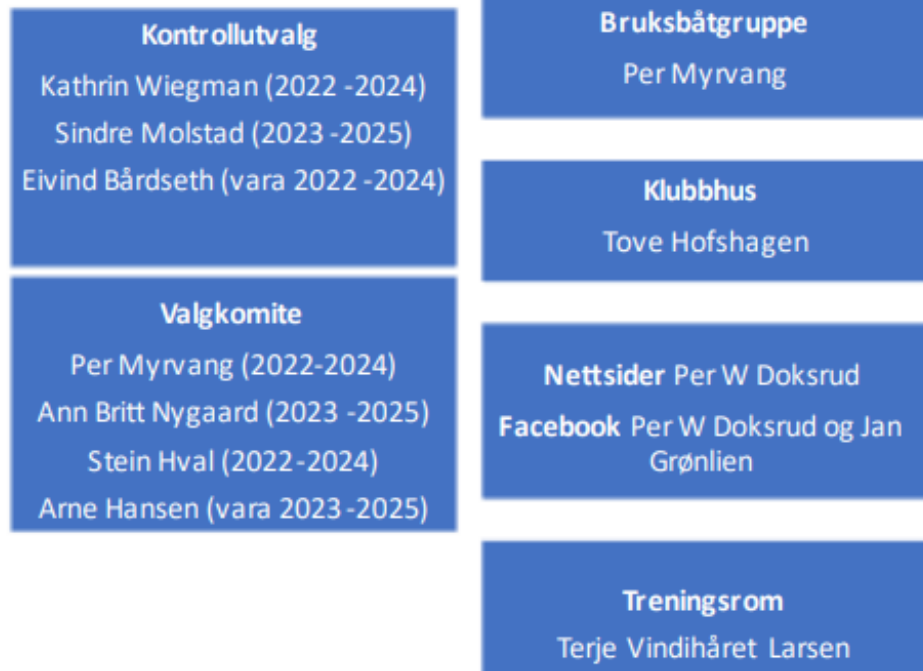 Kontrollutvalg
Kathrin Wiegman (2022 -2024)
Sindre Molstad (2023 -2025)
Eivind Bårdseth (vara 2022 -2024)
Valgkomite
Per Myrvang (2022-2024)
Ann Britt Nygaard (2023 -2025)
Stein Hval (2022-2024)
Arne Hansen (vara 2023 -2025)
Bruksbåtgruppe
Per Myrvang
Klubbhus
Tove Hofshagen
Nettsider Per W Doksrud
Facebook Per W Doksrud og Jan
Grønlien
Treningsrom
Terje Vindihåret Larsen